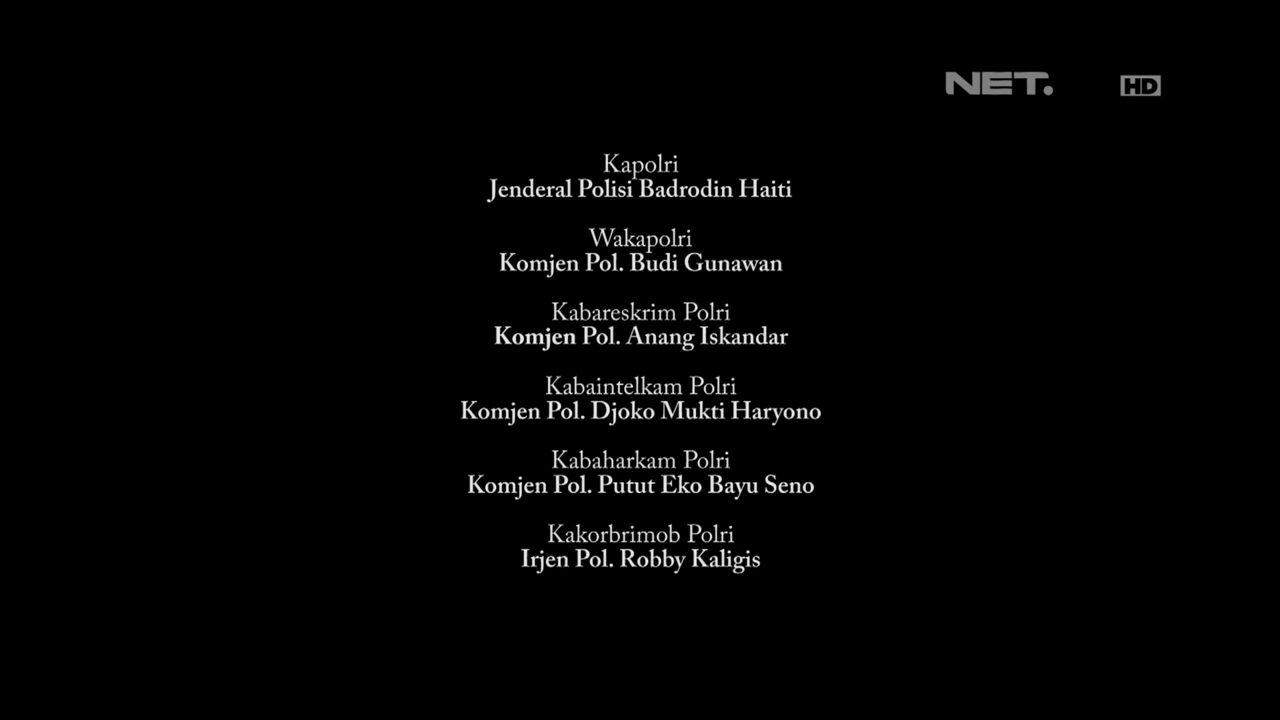 NET.
HD
Kapolri
Jenderal Polisi Badrodin Haiti
Wakapolri
Komjen Pol. Budi Gunawan
Kabareskrim Polri
Komjen Pol. Anang Iskandar
Kabaintelkam Polri
Komjen Pol. Djoko Mukti Haryono
Kabaharkam Polri
Komjen Pol. Putut Eko Bayu Seno
Kakorbrimob Polri
Irjen Pol. Robby Kaligis